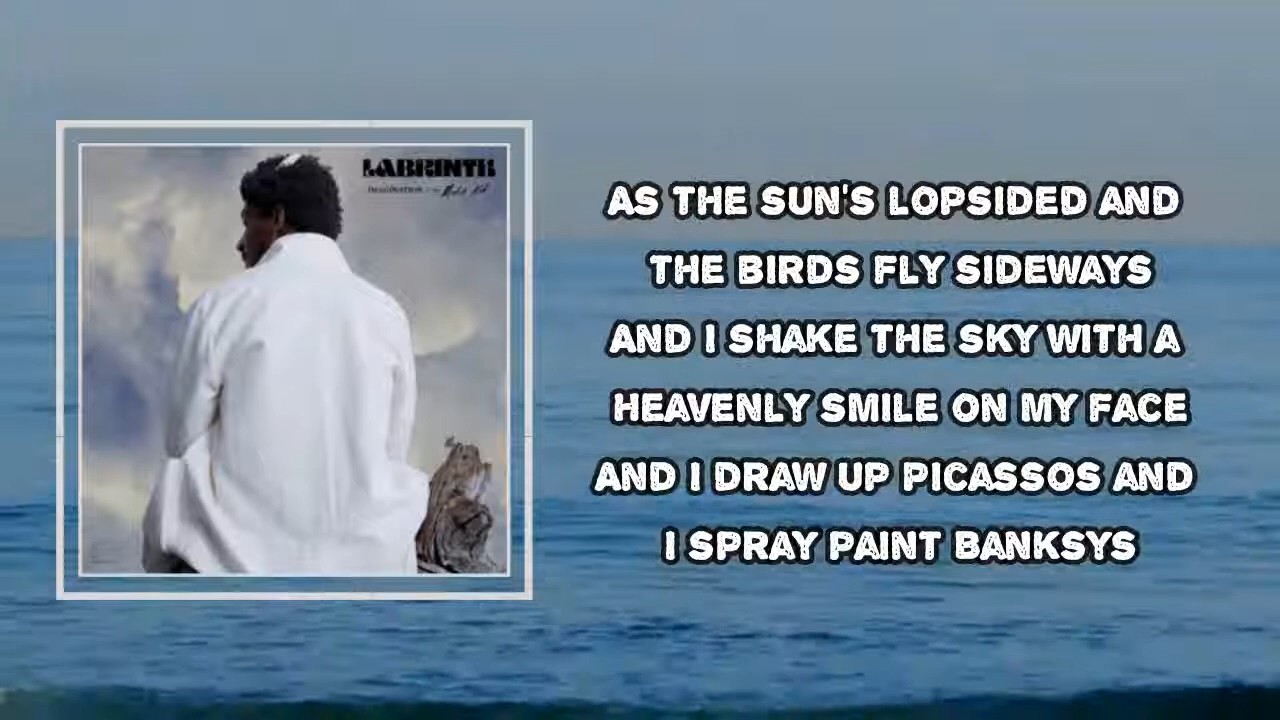 LABRINTH
IMAGINATION
AS THE SUN'S LOPSIDED AND
THE BIRDS FLY SIDEWAYS
AND I SHAKE THE SKY WITH A
HEAVENLY SMILE ON MY FACE
AND I DRAW UP PICASSOS AND
I SPRAY PAINT BANKSYS